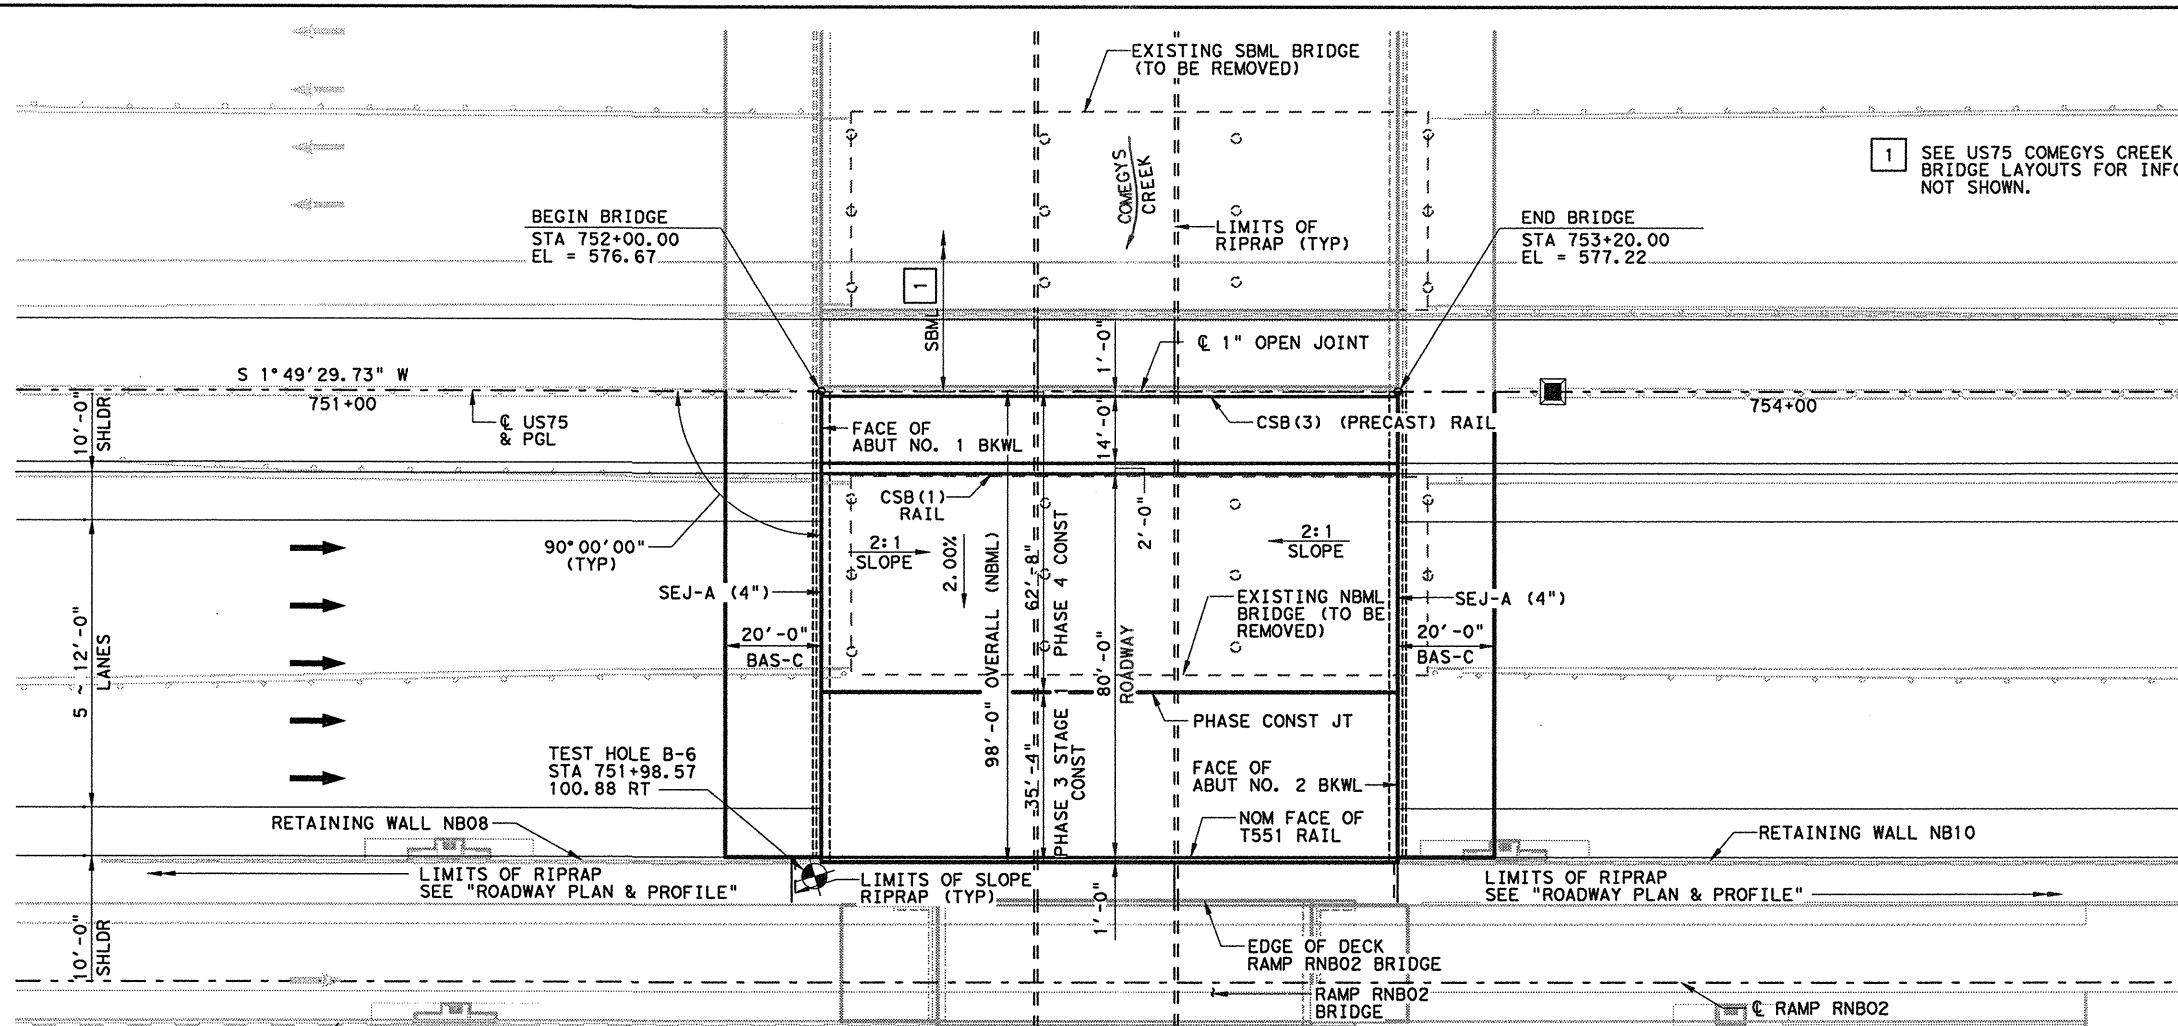 EXISTING SBML BRIDGE
(TO BE REMOVED)
COMEGYS
CREEK
1 SEE US75 COMEGYS CREEK
BRIDGE LAYOUTS FOR
NOT SHOWN.
BEGIN BRIDGE
STA 752+00.00
EL = 576.67
LIMITS OF
RIPRAP (TYP)
END BRIDGE
STA 753+20.00
EL = 577.22
1
SBML
1'-0"
℄ 1" OPEN JOINT
S 1°49'29.73" W
751+00
754+00
10'-0"
SHLDR
℄ US75
& PGL
FACE OF
ABUT NO. 1 BKWL
14'-0"
CSB(3) (PRECAST) RAIL
CSB(1)
RAIL
2'-0"
90°00'00"
(TYP)
2:1
SLOPE
2.00%
2:1
SLOPE
SEJ-A (4")
SEJ-A (4")
98'-0" OVERALL (NBML)
62'-8"
PHASE 4 CONST
80'-0"
ROADWAY
EXISTING NBML
BRIDGE (TO BE
REMOVED)
20'-0"
BAS-C
20'-0"
BAS-C
5 ~ 12'-0"
LANES
PHASE CONST JT
35'-4"
PHASE 3 STAGE 1
CONST
TEST HOLE B-6
STA 751+98.57
100.88 RT
FACE OF
ABUT NO. 2 BKWL
RETAINING WALL NB08
NOM FACE OF
T551 RAIL
RETAINING WALL NB10
LIMITS OF RIPRAP
SEE "ROADWAY PLAN & PROFILE"
LIMITS OF SLOPE
RIPRAP (TYP)
LIMITS OF RIPRAP
SEE "ROADWAY PLAN & PROFILE"
1'-0"
10'-0"
SHLDR
EDGE OF DECK
RAMP RNB02 BRIDGE
RAMP RNB02
BRIDGE
℄ RAMP RNB02